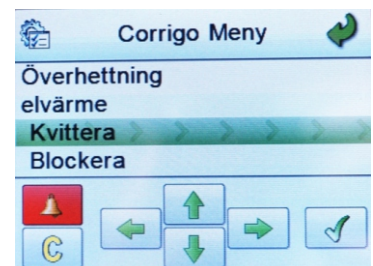 Corrigo Meny
Överhettning
elvärme
Kvittera
Blockera
C